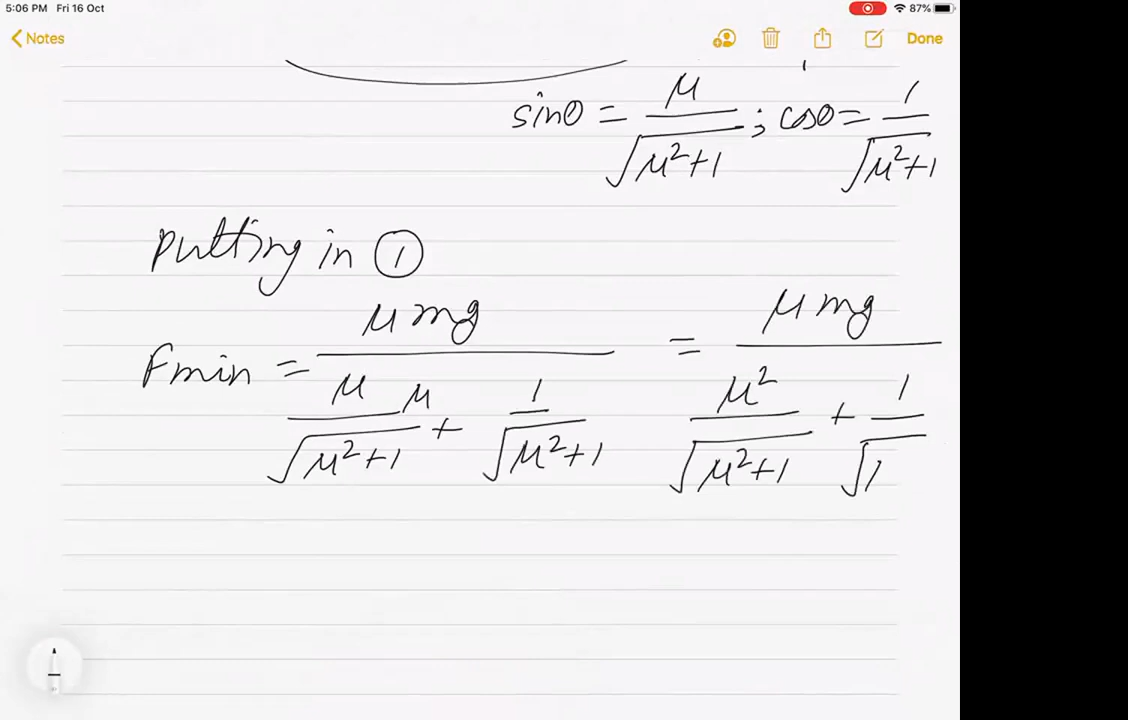 5:06 PM Fri 16 Oct 87%
Notes Done
sinθ = μ/√μ²+1 ; cosθ = 1/√μ²+1
Putting in ①
Fmin = μmg / (μ/√μ²+1 μ + 1/√μ²+1) = μmg / (μ²/√μ²+1 + 1/√1